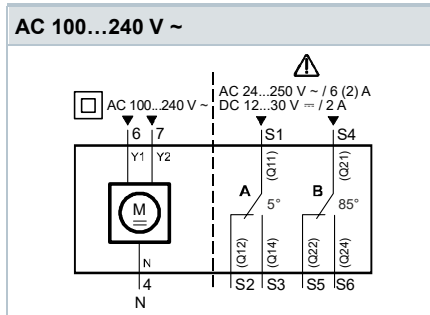 AC 100...240 V ~
AC 24...250 V ~ / 6 (2) A
AC 100...240 V ~ DC 12...30 V ⎓ / 2 A
6 7 S1 S4
Y1 Y2 (Q11) (Q21)
A B
M 5° 85°
N (Q12) (Q14) (Q22) (Q24)
4 S2 S3 S5 S6
N